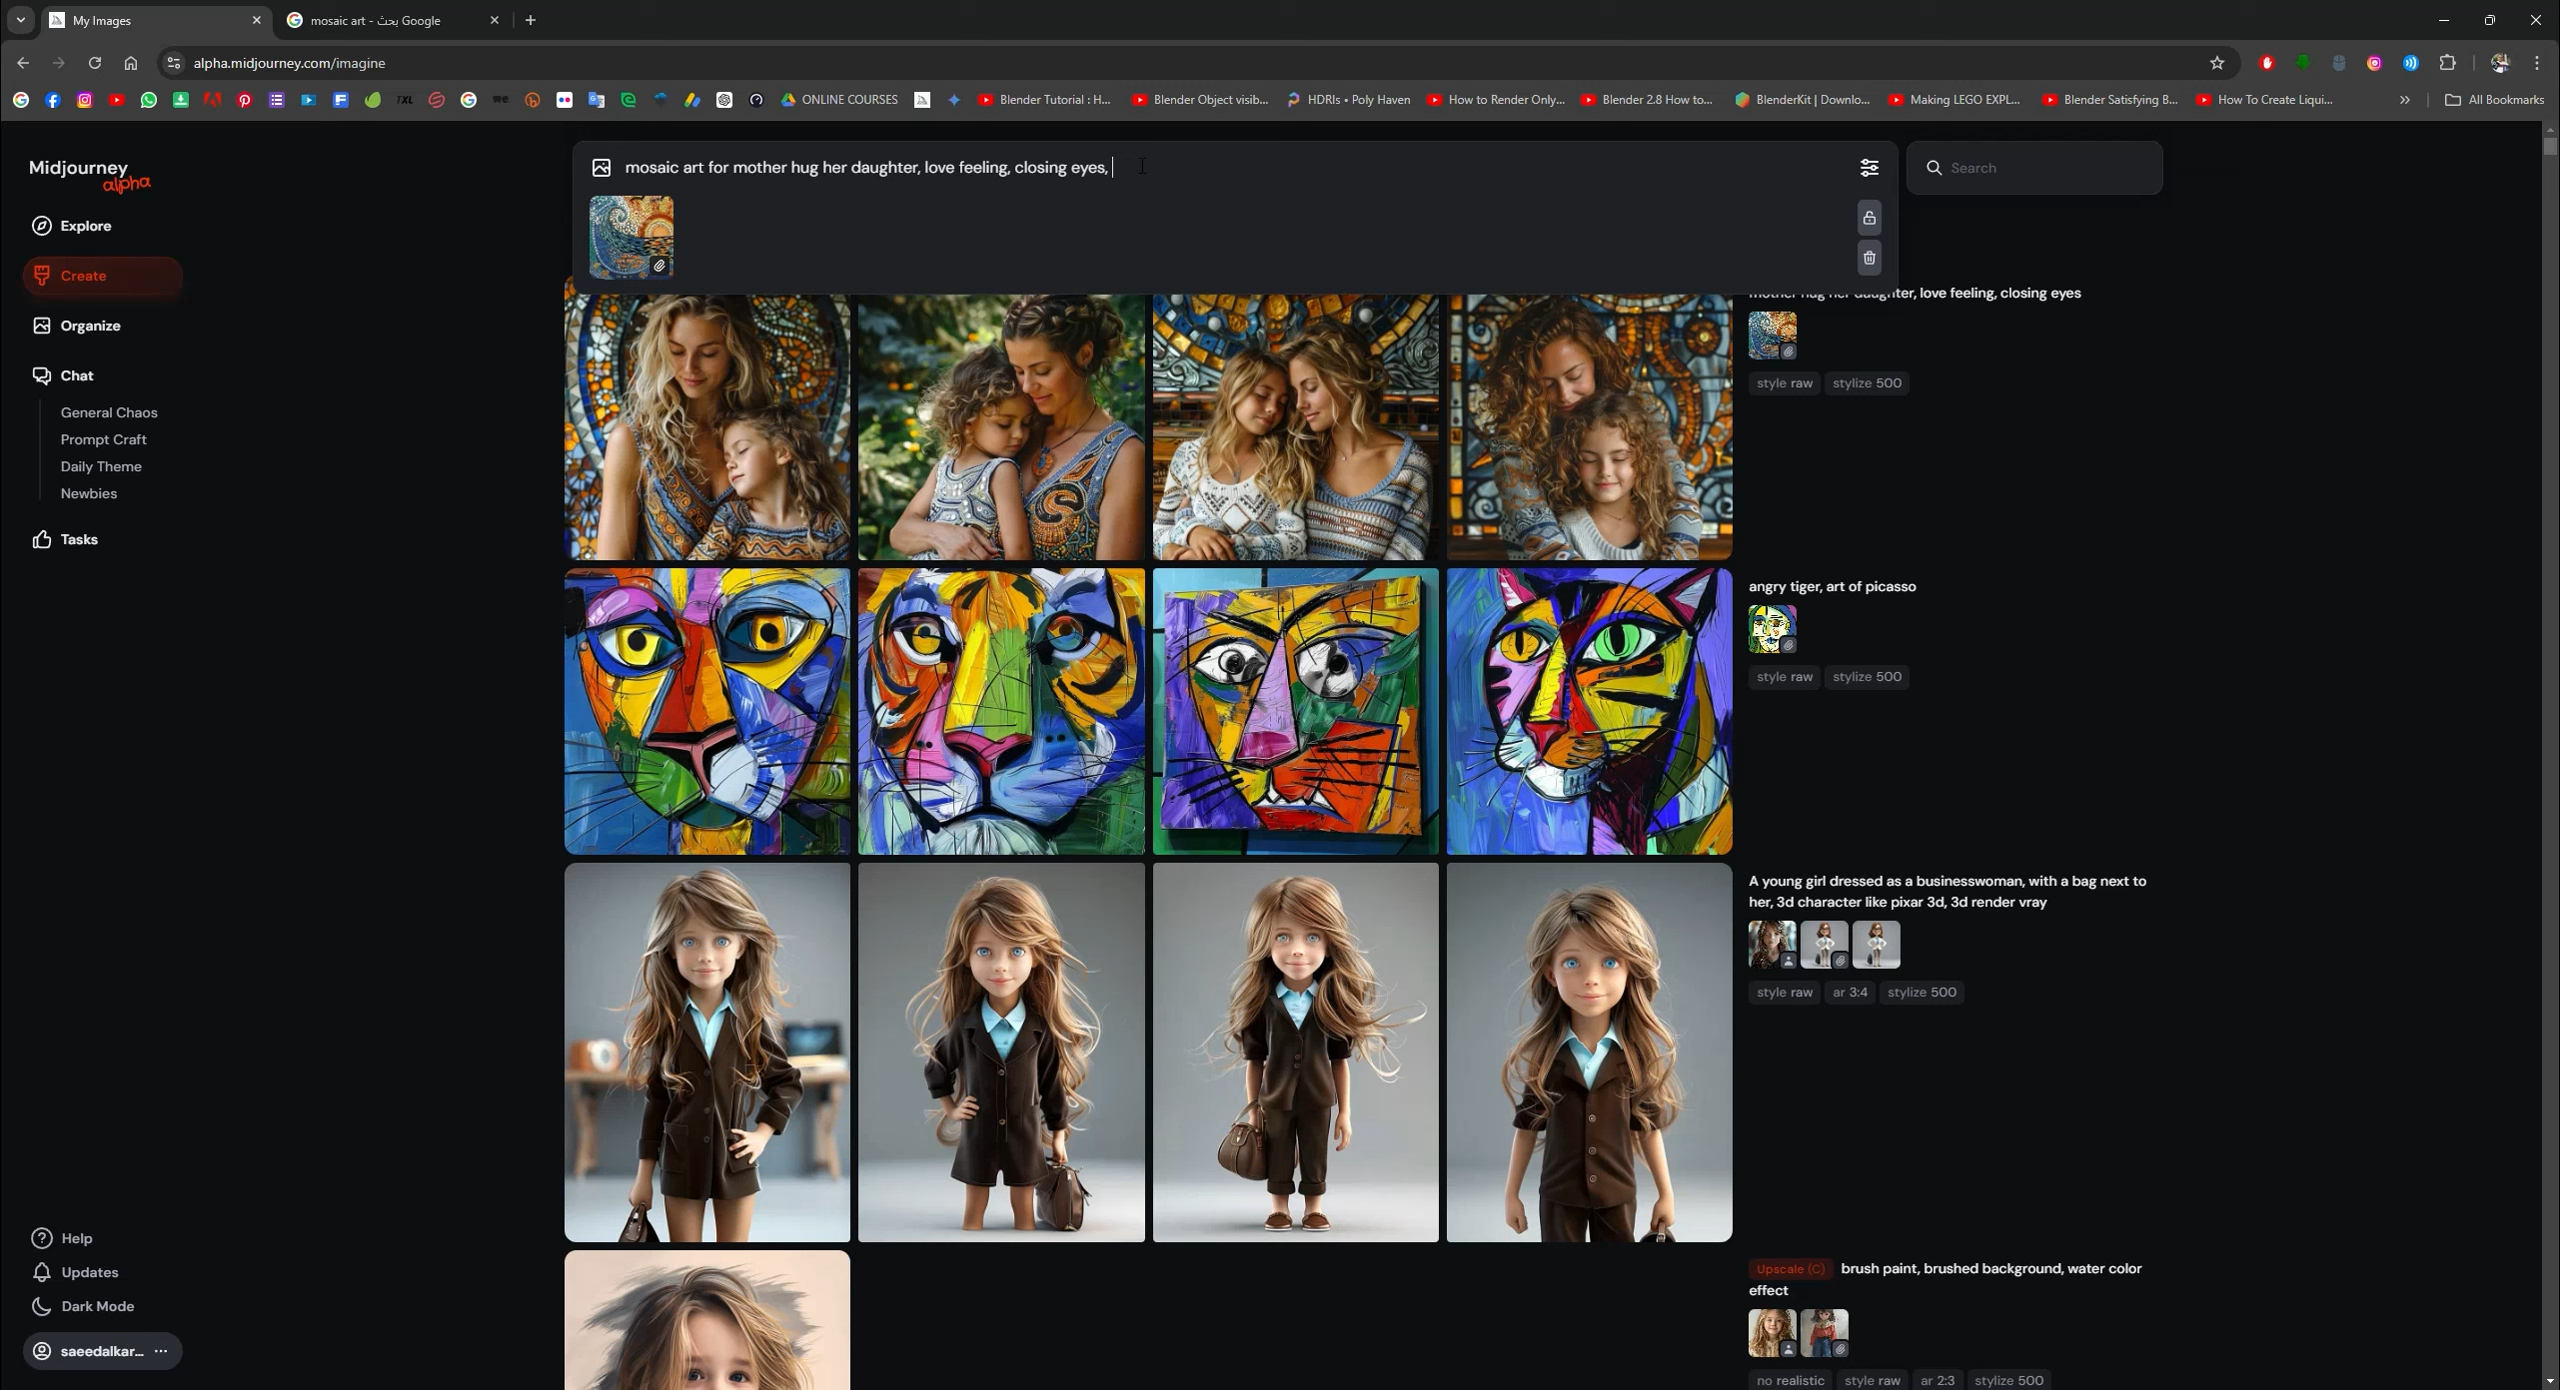 My Images
mosaic art - بحث Google
alpha.midjourney.com/imagine
TXL
we
ONLINE COURSES
Blender Tutorial : H...
Blender Object visib...
HDRIs • Poly Haven
How to Render Only...
Blender 2.8 How to...
BlenderKit | Downlo...
Making LEGO EXPL...
Blender Satisfying B...
How To Create Liqui...
All Bookmarks
Midjourney
alpha
mosaic art for mother hug her daughter, love feeling, closing eyes,
Search
Explore
Create
Organize
Chat
General Chaos
Prompt Craft
Daily Theme
Newbies
Tasks
mother hug her daughter, love feeling, closing eyes
style raw
stylize 500
angry tiger, art of picasso
style raw
stylize 500
A young girl dressed as a businesswoman, with a bag next to
her, 3d character like pixar 3d, 3d render vray
style raw
ar 3:4
stylize 500
Upscale (C) brush paint, brushed background, water color
effect
no realistic
style raw
ar 2:3
stylize 500
Help
Updates
Dark Mode
saeedalkar...